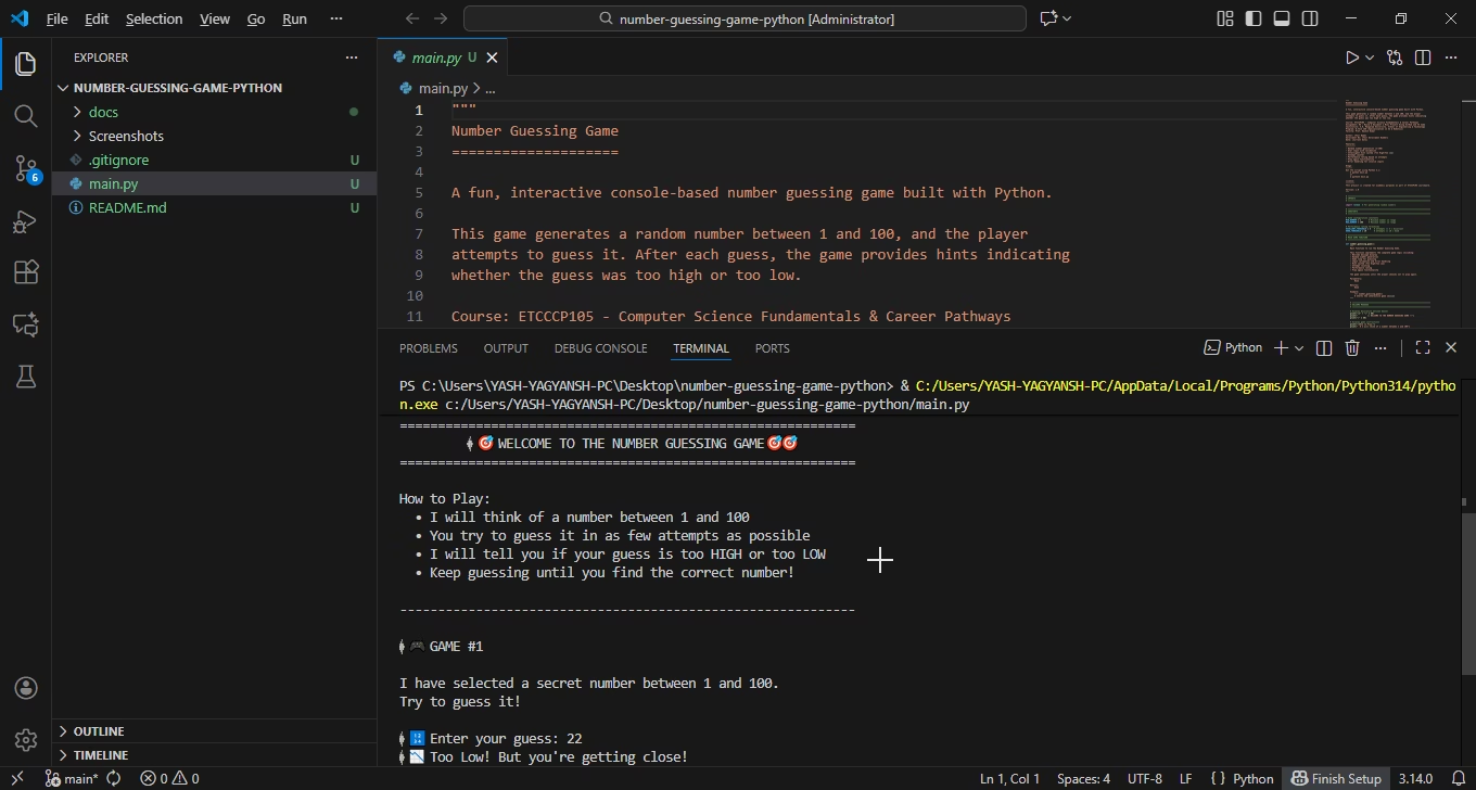 File Edit Selection View Go Run ... number-guessing-game-python [Administrator]
EXPLORER
NUMBER-GUESSING-GAME-PYTHON
docs
Screenshots
.gitignore U
main.py U
README.md U
OUTLINE
TIMELINE
main.py U
main.py > ...
1 """
2 Number Guessing Game
3 ====================
4
5 A fun, interactive console-based number guessing game built with Python.
6
7 This game generates a random number between 1 and 100, and the player
8 attempts to guess it. After each guess, the game provides hints indicating
9 whether the guess was too high or too low.
10
11 Course: ETCCCP105 - Computer Science Fundamentals & Career Pathways
PROBLEMS OUTPUT DEBUG CONSOLE TERMINAL PORTS Python
PS C:\Users\YASH-YAGYANSH-PC\Desktop\number-guessing-game-python> & C:/Users/YASH-YAGYANSH-PC/AppData/Local/Programs/Python/Python314/pytho
n.exe c:/Users/YASH-YAGYANSH-PC/Desktop/number-guessing-game-python/main.py
============================================================
🎯 WELCOME TO THE NUMBER GUESSING GAME🎯🎯
============================================================
How to Play:
• I will think of a number between 1 and 100
• You try to guess it in as few attempts as possible
• I will tell you if your guess is too HIGH or too LOW
• Keep guessing until you find the correct number!
------------------------------------------------------------
🎮 GAME #1
I have selected a secret number between 1 and 100.
Try to guess it!
🔢 Enter your guess: 22
📉 Too Low! But you're getting close!
6
main* 0 0 Ln 1, Col 1 Spaces: 4 UTF-8 LF {} Python Finish Setup 3.14.0